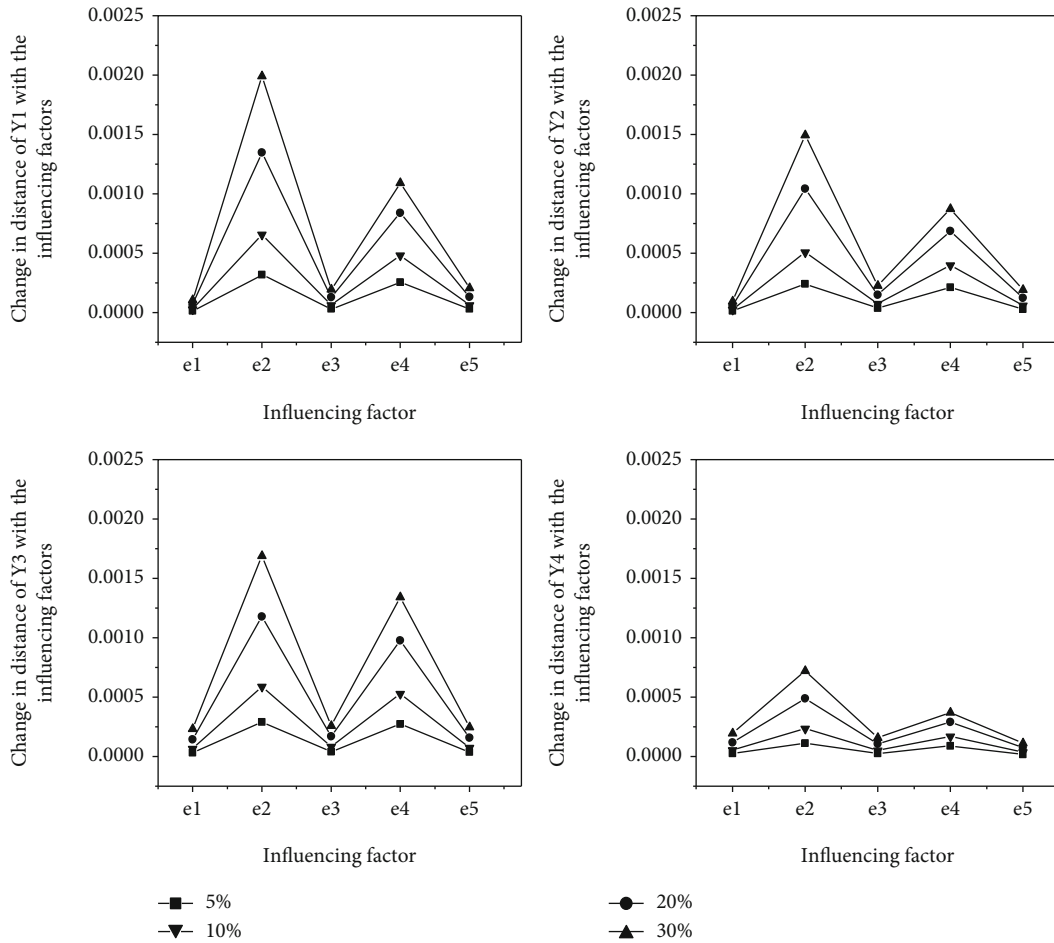 Change in distance of Y1 with the
influencing factors
0.0025
0.0020
0.0015
0.0010
0.0005
0.0000
e1 e2 e3 e4 e5
Influencing factor
Change in distance of Y2 with the
influencing factors
0.0025
0.0020
0.0015
0.0010
0.0005
0.0000
e1 e2 e3 e4 e5
Influencing factor
Change in distance of Y3 with the
influencing factors
0.0025
0.0020
0.0015
0.0010
0.0005
0.0000
e1 e2 e3 e4 e5
Influencing factor
Change in distance of Y4 with the
influencing factors
0.0025
0.0020
0.0015
0.0010
0.0005
0.0000
e1 e2 e3 e4 e5
Influencing factor
5%
10%
20%
30%